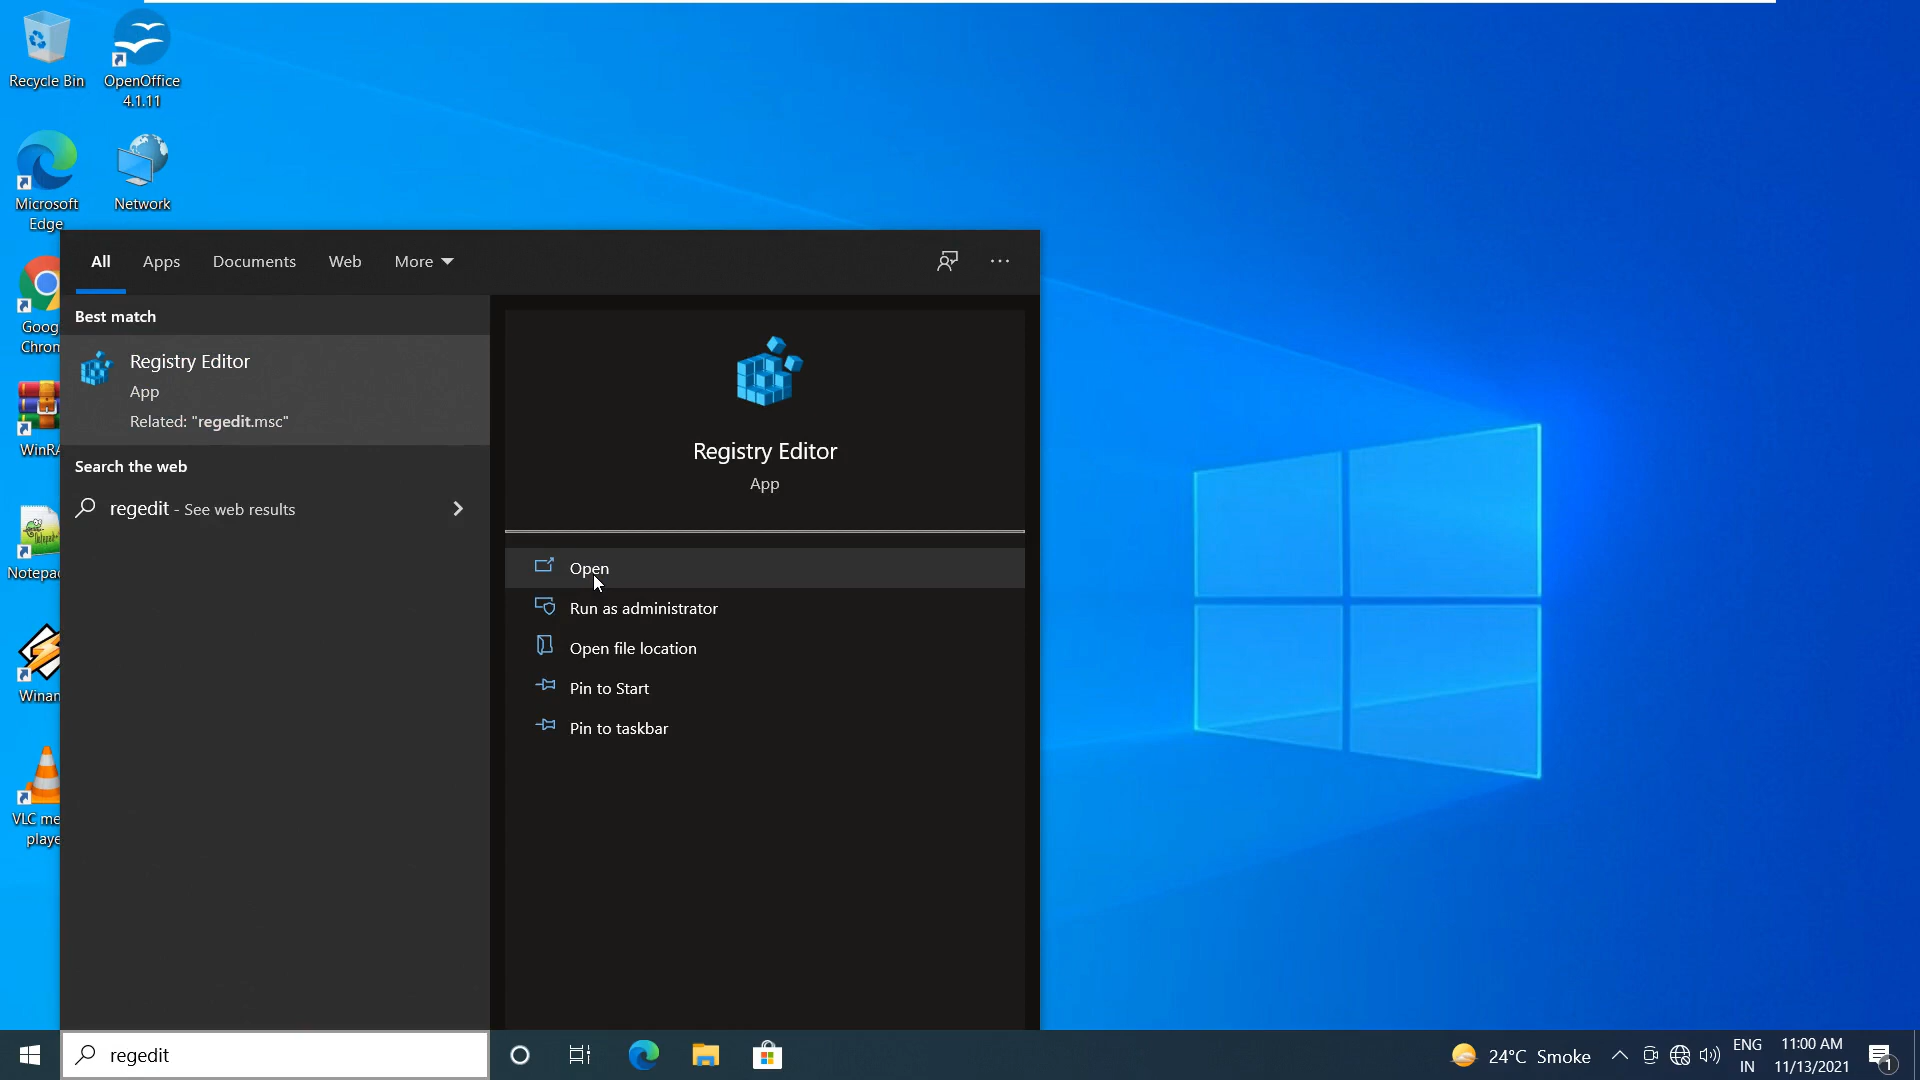 Recycle Bin
OpenOffice
4.1.11
Microsoft
Edge
Network
Goog
Chron
WinRA
Notepad
Winam
VLC me
playe
All
Apps
Documents
Web
More
Best match
Registry Editor
App
Related: "regedit.msc"
Search the web
regedit - See web results
Registry Editor
App
Open
Run as administrator
Open file location
Pin to Start
Pin to taskbar
regedit
24°C Smoke
ENG
IN
11:00 AM
11/13/2021
1